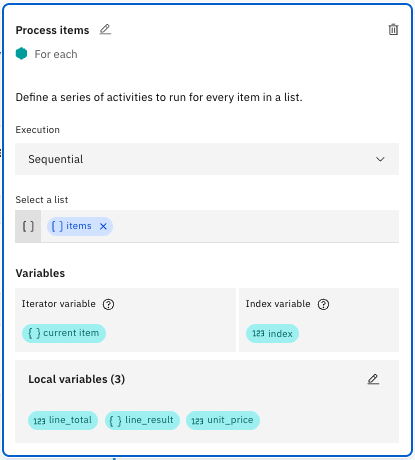 Process items
For each
Define a series of activities to run for every item in a list.
Execution
Sequential
Select a list
[ ] [ ] items ×
Variables
Iterator variable ?
{ } current item
Index variable ?
123 index
Local variables (3)
123 line_total { } line_result 123 unit_price